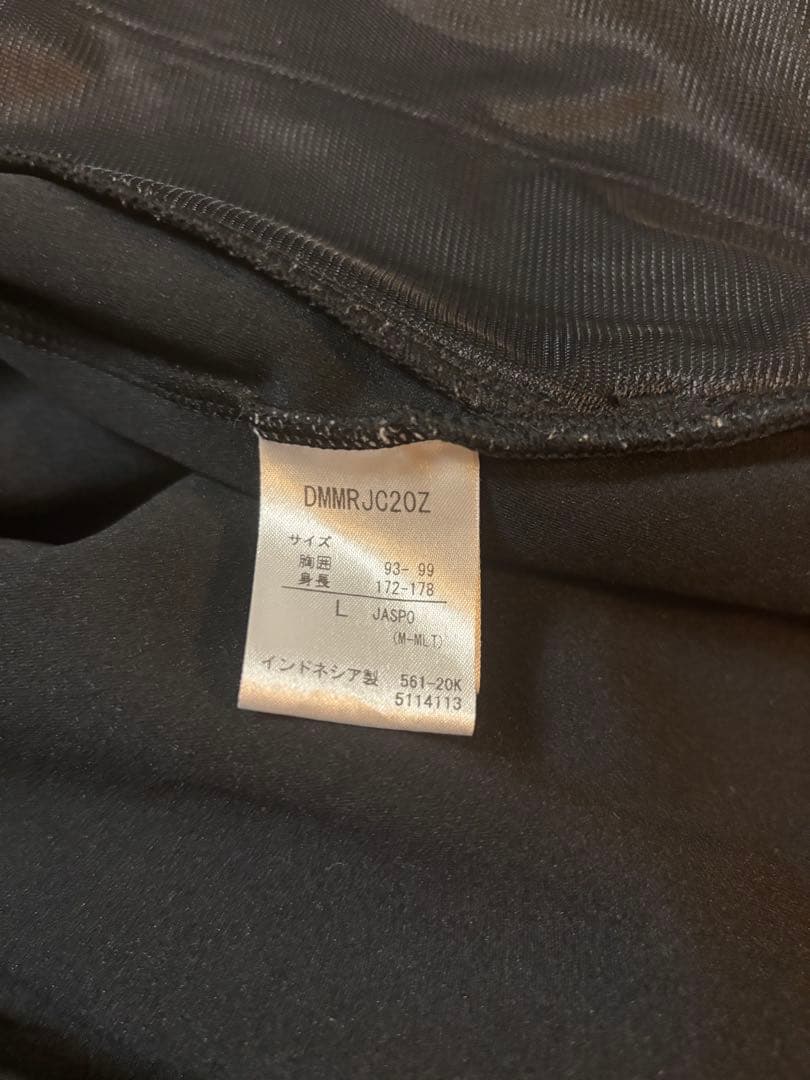 DMMRJC20Z
サイズ
胸囲 93- 99
身長 172-178
L JASPO
(M-MLT)
インドネシア製 561-20K
5114113